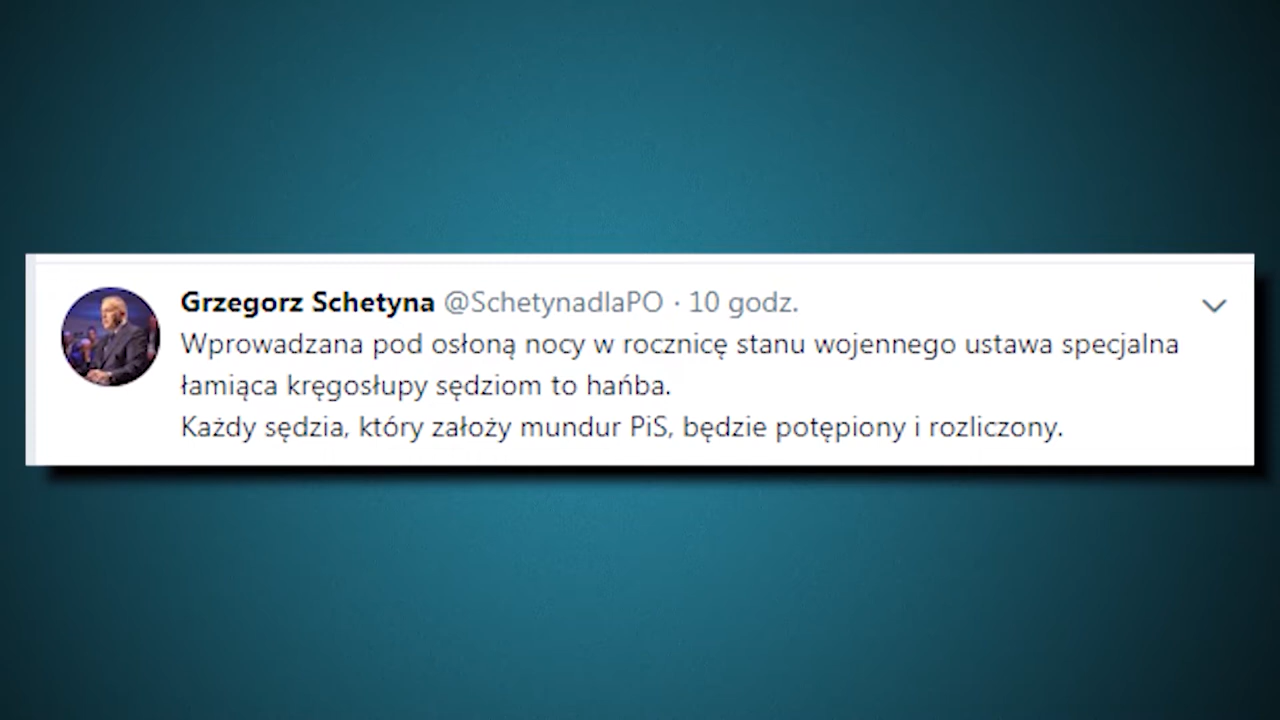 Grzegorz Schetyna @SchetynadlaPO · 10 godz.
Wprowadzana pod osłoną nocy w rocznicę stanu wojennego ustawa specjalna
łamiąca kręgosłupy sędziom to hańba.
Każdy sędzia, który założy mundur PiS, będzie potępiony i rozliczony.